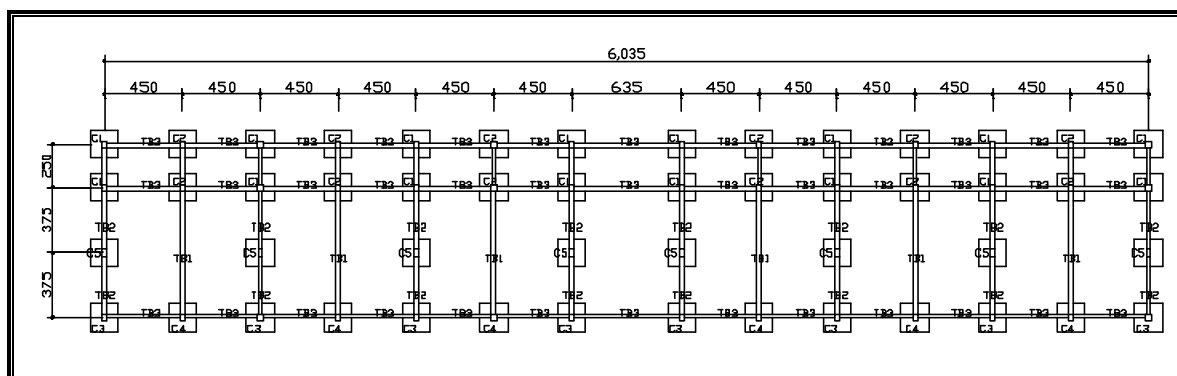 6,035
450 450 450 450 450 450 635 450 450 450 450 450 450
C1 C2 C1 C2 C1 C2 C1 C1 C2 C1 C2 C1 C2 C1
TB3 TB3 TB3 TB3 TB3 TB3 TB3 TB3 TB3 TB3 TB3 TB3 TB3
250
C1 C2 C1 C2 C1 C2 C1 C1 C2 C1 C2 C1 C2 C1
TB3 TB3 TB3 TB3 TB3 TB3 TB3 TB3 TB3 TB3 TB3 TB3 TB3
375
TB2 TB2 TB2 TB2 TB2 TB2 TB2 TB2
C5 C5 C5 C5 C5 C5 C5 C5
TB1 TB1 TB1 TB1 TB1 TB1
375
TB2 TB2 TB2 TB2 TB2 TB2 TB2 TB2
TB3 TB3 TB3 TB3 TB3 TB3 TB3 TB3 TB3 TB3 TB3 TB3 TB3
C3 C4 C3 C4 C3 C4 C3 C3 C4 C3 C4 C3 C4 C3